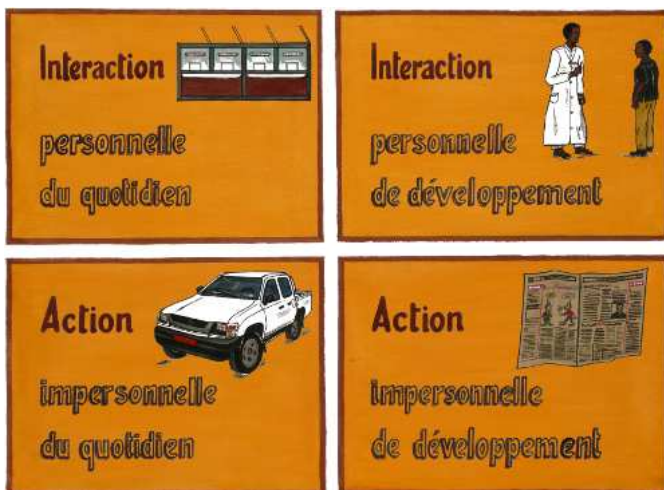 Interaction
personnelle
du quotidien
Interaction
personnelle
de développement
Action
impersonnelle
du quotidien
Action
impersonnelle
de développement